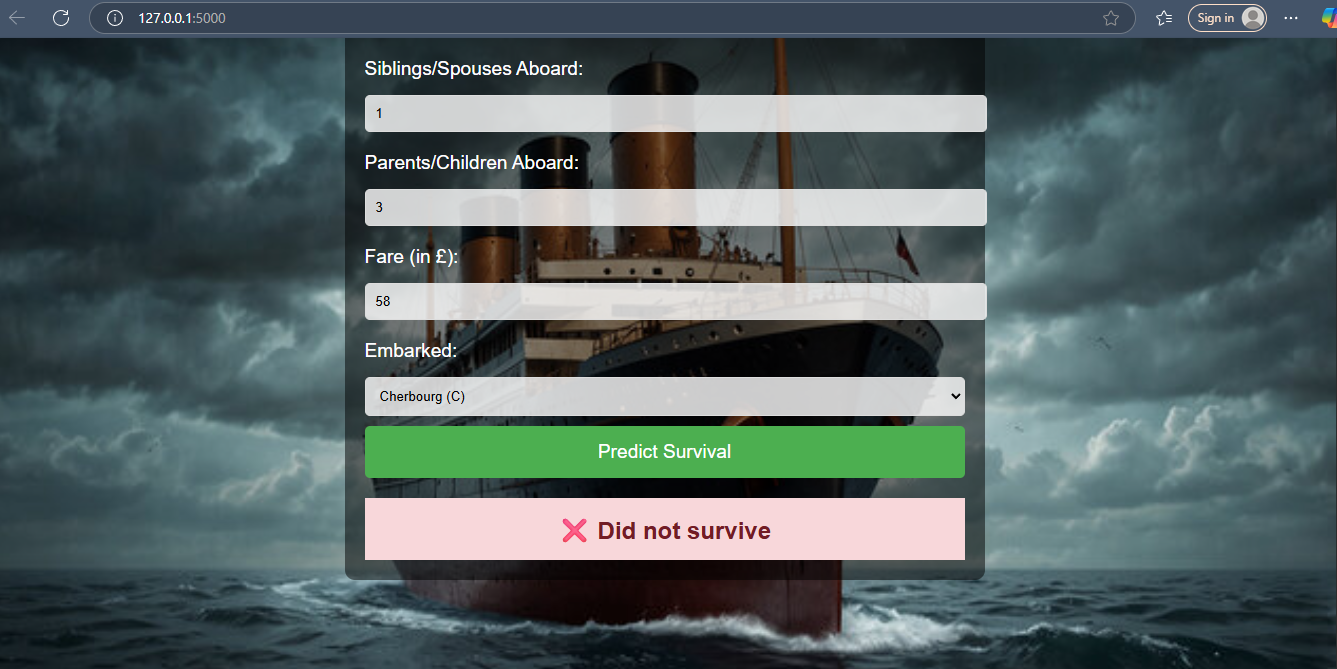 127.0.0.1:5000
Sign in
Siblings/Spouses Aboard:
1
Parents/Children Aboard:
3
Fare (in £):
58
Embarked:
Cherbourg (C)
Predict Survival
❌ Did not survive